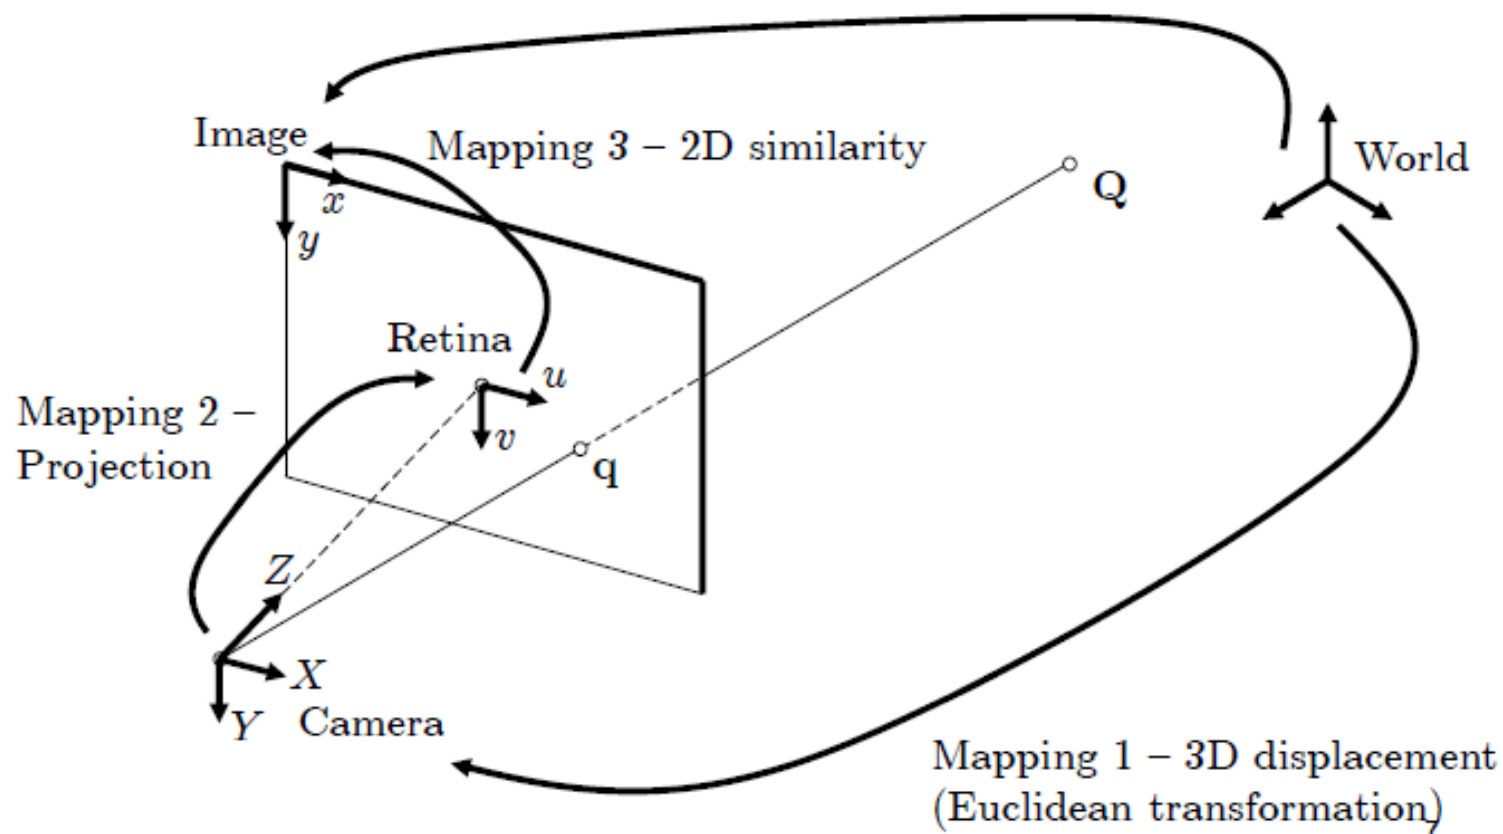 Image
Mapping 3 – 2D similarity
World
x
Q
y
Retina
u
Mapping 2 –
Projection
v
q
Z
X
Y
Camera
Mapping 1 – 3D displacement
(Euclidean transformation)